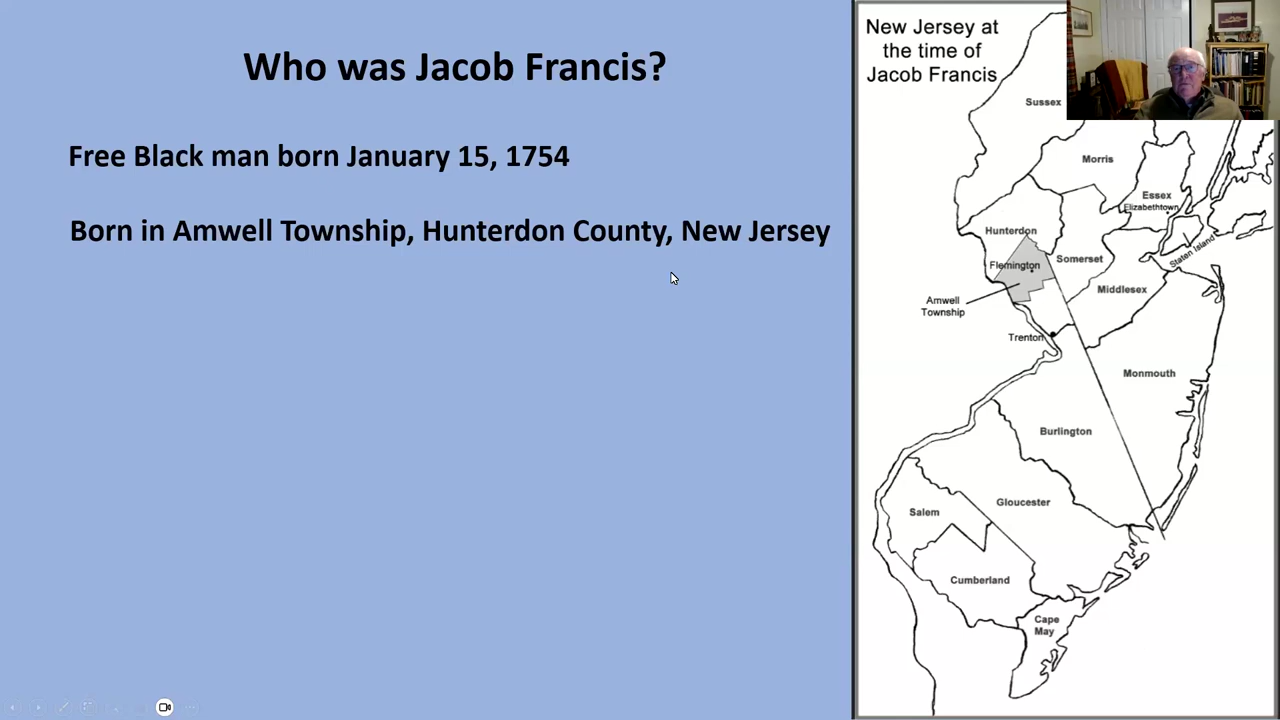 Who was Jacob Francis?
Free Black man born January 15, 1754
Born in Amwell Township, Hunterdon County, New Jersey
New Jersey at
the time of
Jacob Francis
Sussex
Morris
Essex
Elizabethtown
Hunterdon
Staten Island
Somerset
Flemington
Middlesex
Amwell
Township
Trenton
Monmouth
Burlington
Gloucester
Salem
Cumberland
Cape
May